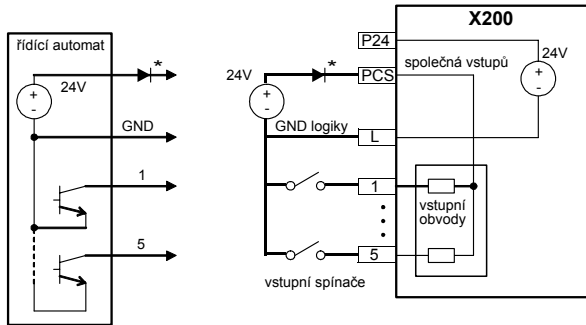 řídící automat
24V
+
-
*
GND
1
5
24V
+
-
*
GND logiky
vstupní spínače
X200
P24
PCS
L
1
5
společná vstupů
24V
+
-
vstupní
obvody